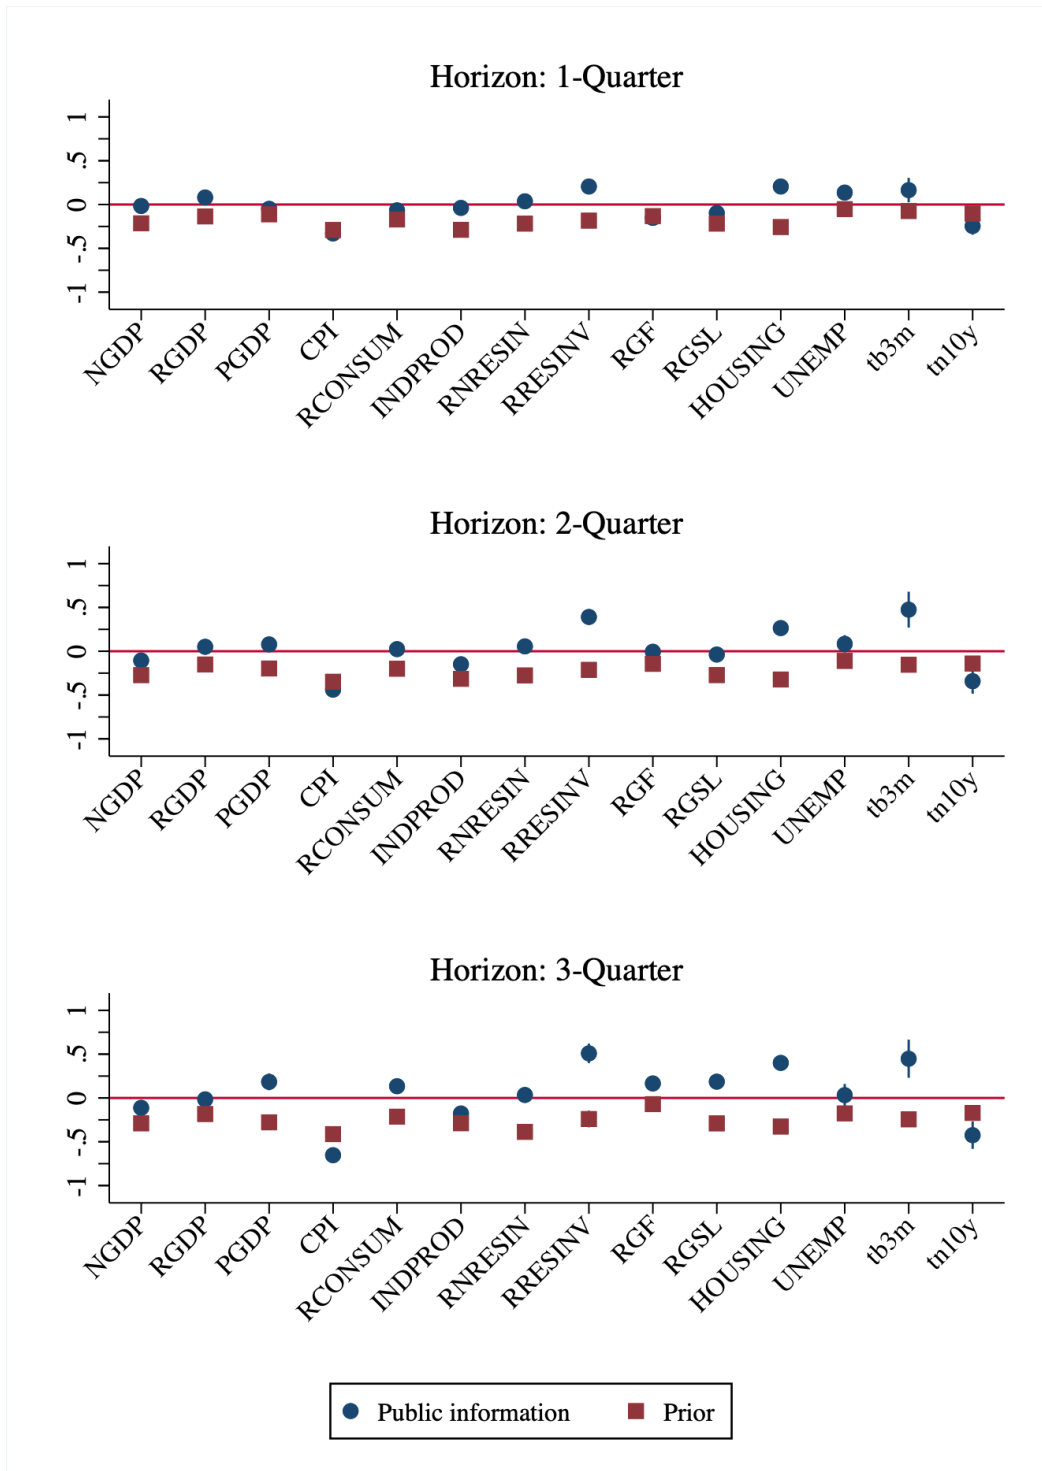 Horizon: 1-Quarter
1
.5
0
-.5
-1
NGDP
RGDP
PGDP
CPI
RCONSUM
INDPROD
RNRESIN
RRESINV
RGF
RGSL
HOUSING
UNEMP
tb3m
tn10y
Horizon: 2-Quarter
1
.5
0
-.5
-1
NGDP
RGDP
PGDP
CPI
RCONSUM
INDPROD
RNRESIN
RRESINV
RGF
RGSL
HOUSING
UNEMP
tb3m
tn10y
Horizon: 3-Quarter
1
.5
0
-.5
-1
NGDP
RGDP
PGDP
CPI
RCONSUM
INDPROD
RNRESIN
RRESINV
RGF
RGSL
HOUSING
UNEMP
tb3m
tn10y
Public information Prior